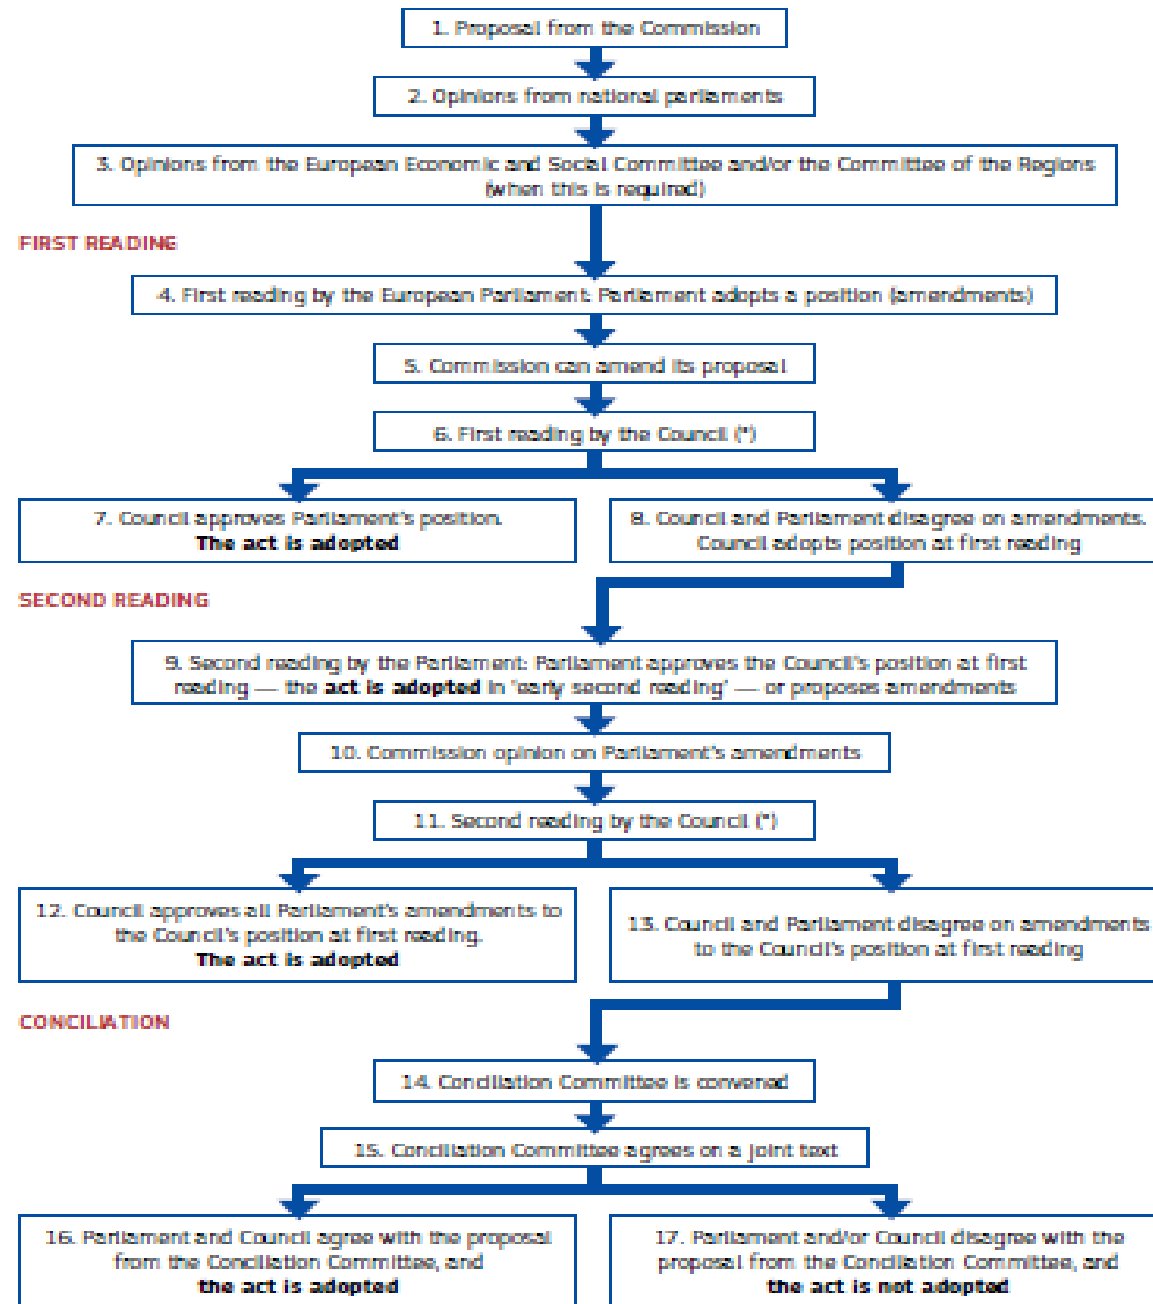 1. Proposal from the Commission
2. Opinions from national parliaments
3. Opinions from the European Economic and Social Committee and/or the Committee of the Regions
(when this is required)
FIRST READING
4. First reading by the European Parliament: Parliament adopts a position (amendments)
5. Commission can amend its proposal
6. First reading by the Council (*)
7. Council approves Parliament's position.
The act is adopted
8. Council and Parliament disagree on amendments.
Council adopts position at first reading
SECOND READING
9. Second reading by the Parliament: Parliament approves the Council's position at first
reading — the act is adopted in 'early second reading' — or proposes amendments
10. Commission opinion on Parliament's amendments
11. Second reading by the Council (*)
12. Council approves all Parliament's amendments to
the Council's position at first reading.
The act is adopted
13. Council and Parliament disagree on amendments
to the Council's position at first reading
CONCILIATION
14. Conciliation Committee is convened
15. Conciliation Committee agrees on a joint text
16. Parliament and Council agree with the proposal
from the Conciliation Committee, and
the act is adopted
17. Parliament and/or Council disagree with the
proposal from the Conciliation Committee, and
the act is not adopted